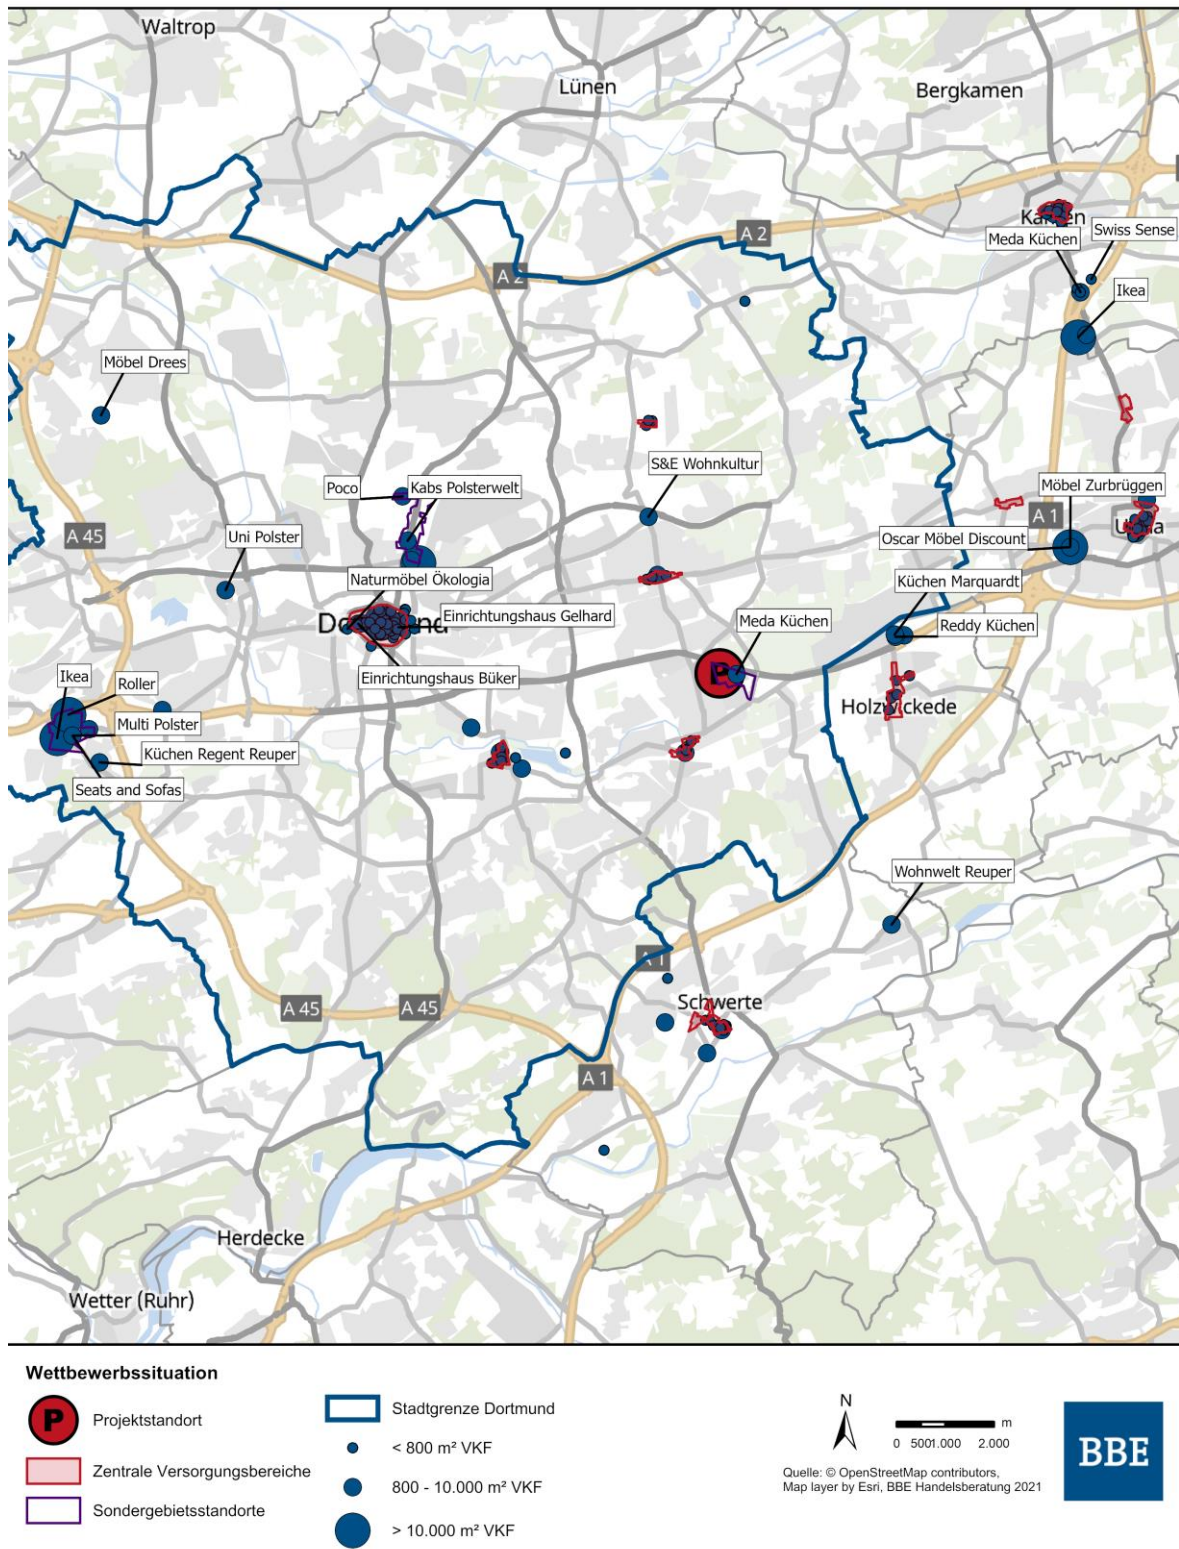 Waltrop
Lünen
Bergkamen
Kamen
A 2
Meda Küchen
Swiss Sense
A 2
Ikea
Möbel Drees
S&E Wohnkultur
Poco
Kabs Polsterwelt
Möbel Zurbrüggen
A 1
Unna
A 45
Uni Polster
Oscar Möbel Discount
Naturmöbel Ökologia
Küchen Marquardt
Dortmund
Einrichtungshaus Gelhard
Meda Küchen
Reddy Küchen
P
Einrichtungshaus Büker
Ikea
Roller
Holzwickede
Multi Polster
Küchen Regent Reuper
Seats and Sofas
Wohnwelt Reuper
A 1
Schwerte
A 45
A 45
A 1
Herdecke
Wetter (Ruhr)
Wettbewerbssituation
P
Projektstandort
Zentrale Versorgungsbereiche
Sondergebietsstandorte
Stadtgrenze Dortmund
< 800 m² VKF
800 - 10.000 m² VKF
> 10.000 m² VKF
N
m
0 500 1.000 2.000
Quelle: © OpenStreetMap contributors,
Map layer by Esri, BBE Handelsberatung 2021
BBE